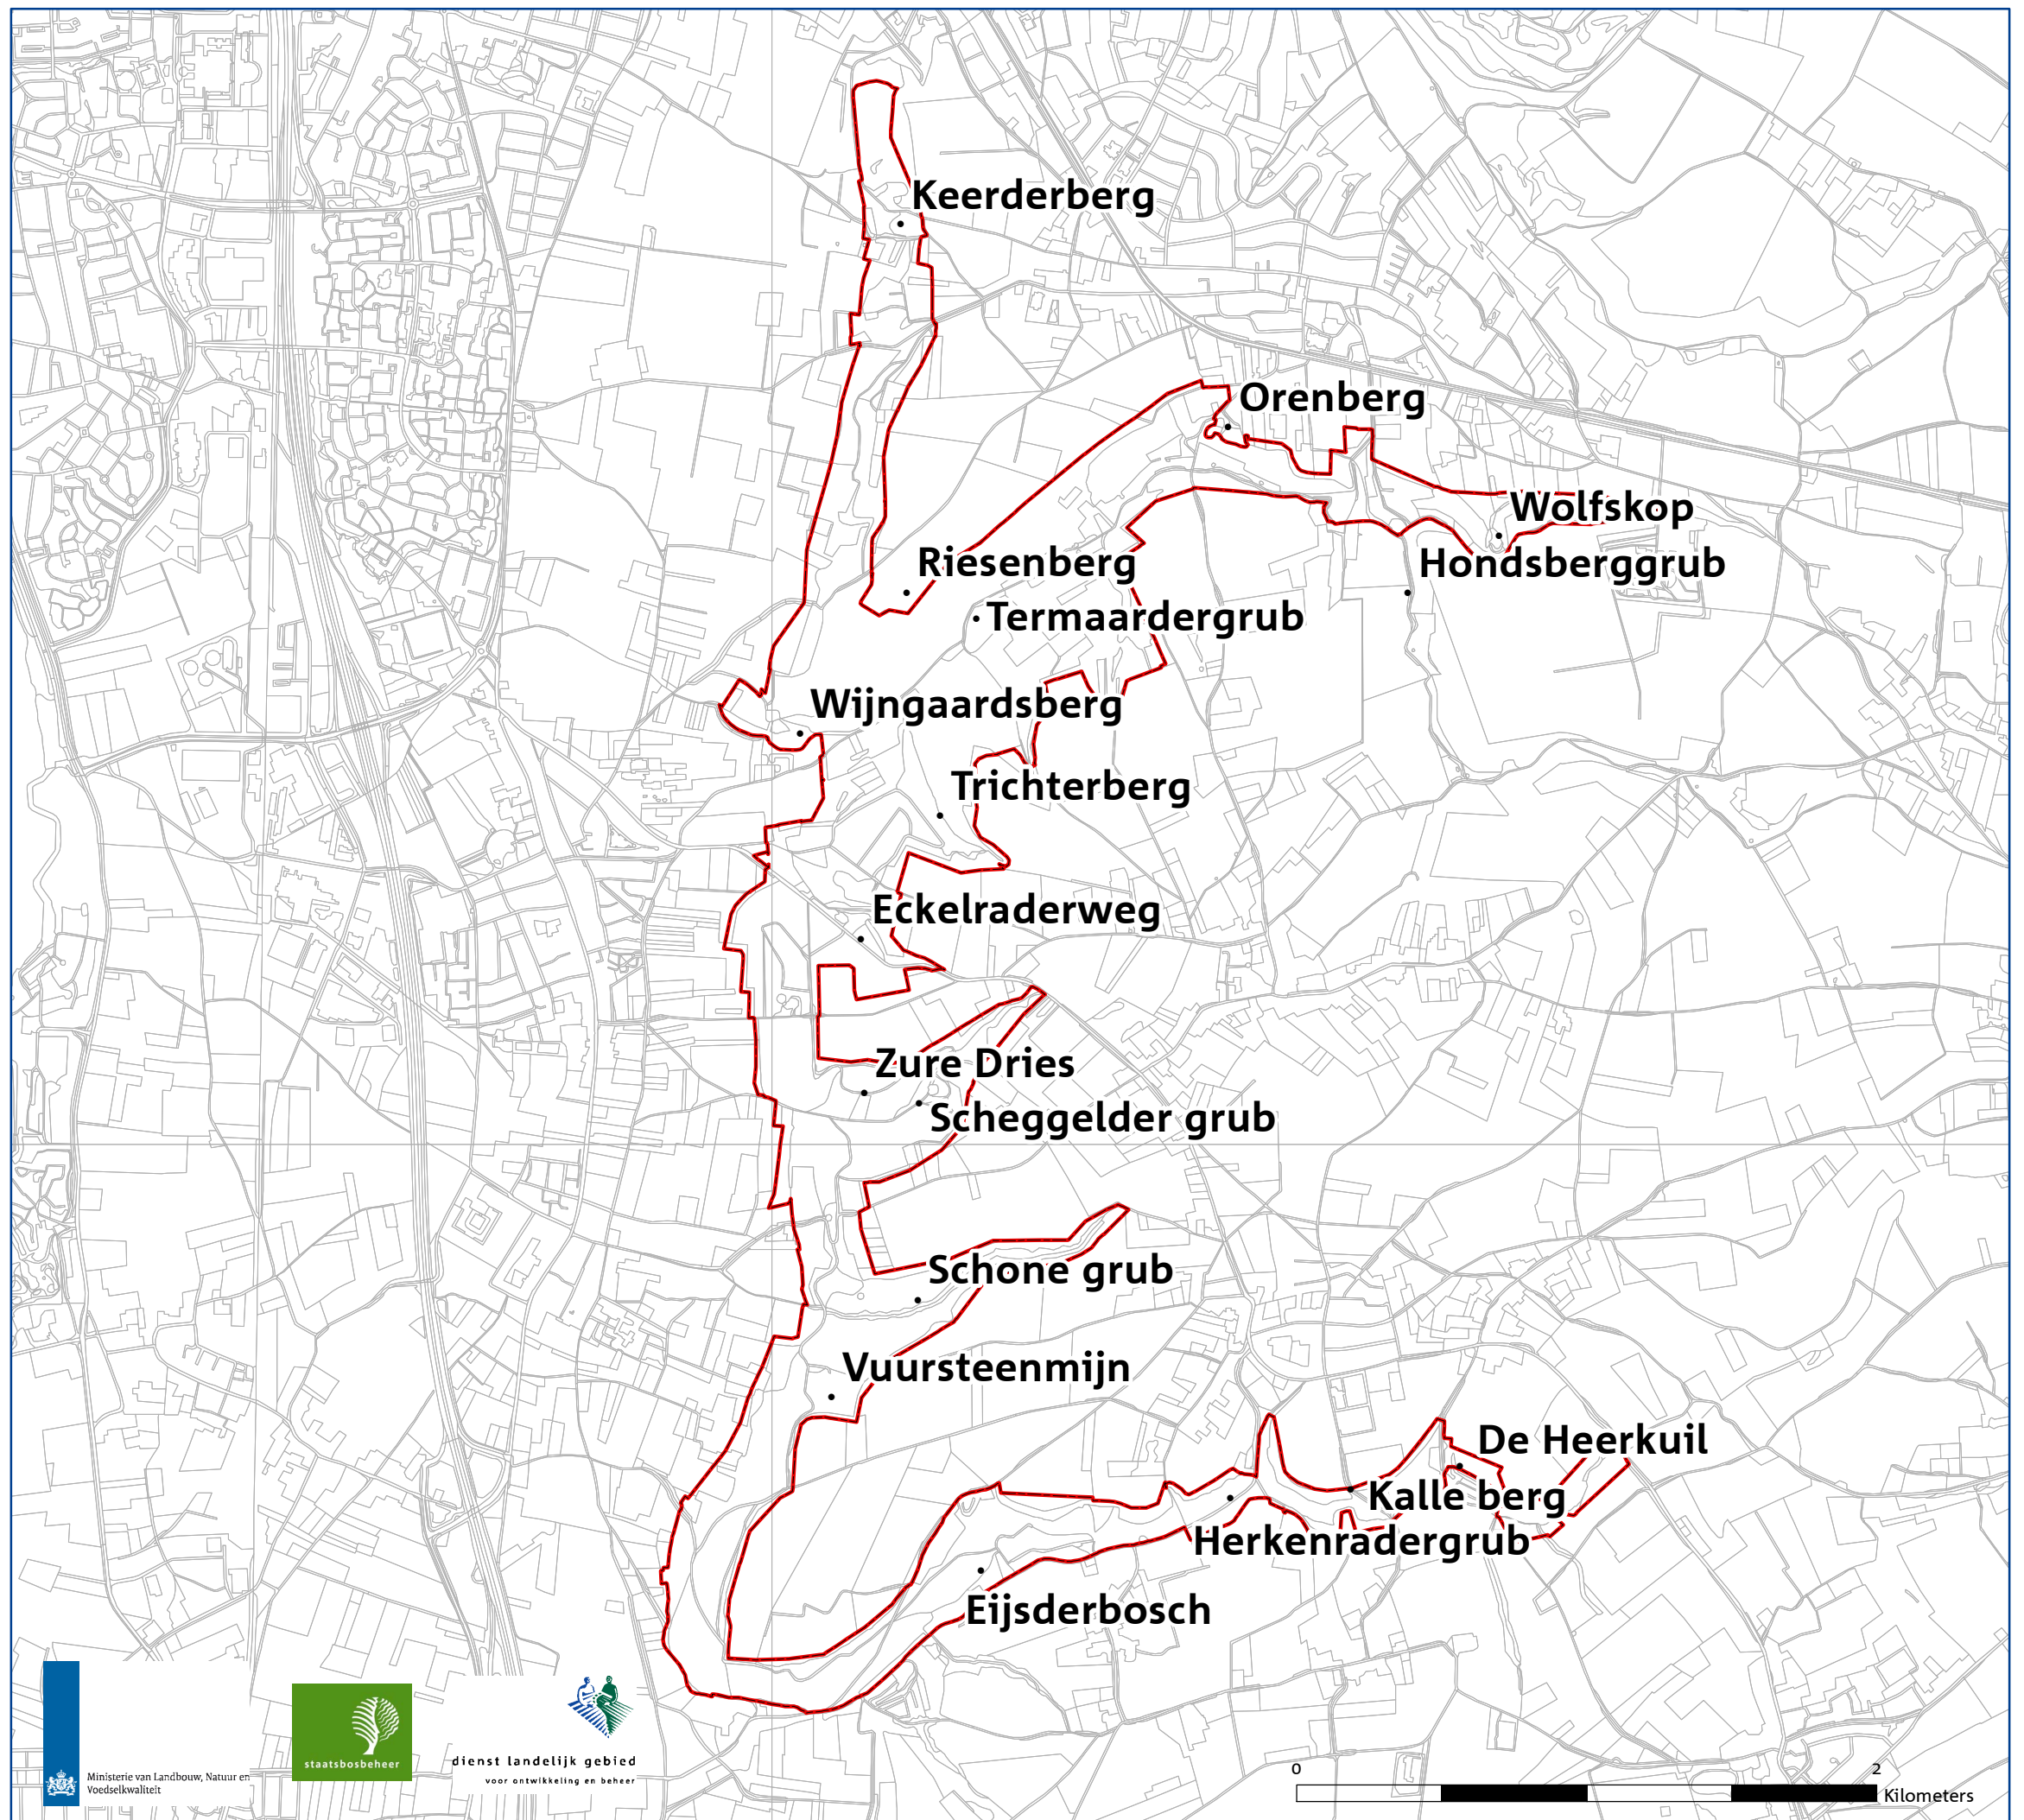 Keerderberg
Orenberg
Wolfskop
Riesenberg
Hondsberggrub
Termaardergrub
Wijngaardsberg
Trichterberg
Eckelraderweg
Zure Dries
Scheggelder grub
Schone grub
Vuursteenmijn
De Heerkuil
Kalle berg
Herkenradergrub
Eijsderbosch
Ministerie van Landbouw, Natuur en
Voedselkwaliteit
staatsbosbeheer
dienst landelijk gebied
voor ontwikkeling en beheer
0 2
Kilometers